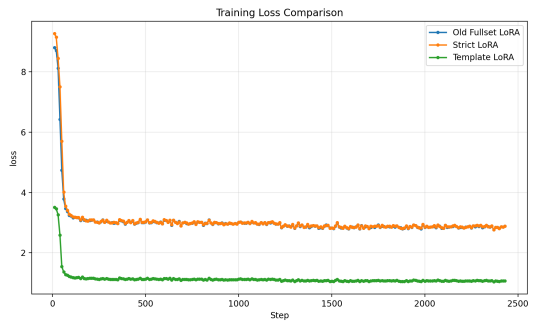 Training Loss Comparison
Old Fullset LoRA
Strict LoRA
Template LoRA
loss
8
6
4
2
0
500
1000
1500
2000
2500
Step